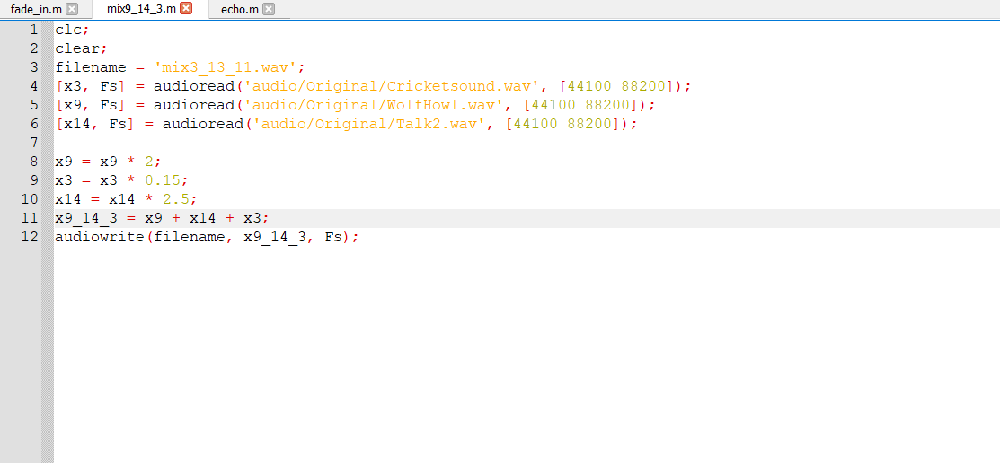 fade_in.m mix9_14_3.m echo.m
1 clc;
2 clear;
3 filename = 'mix3_13_11.wav';
4 [x3, Fs] = audioread('audio/Original/Cricketsound.wav', [44100 88200]);
5 [x9, Fs] = audioread('audio/Original/WolfHowl.wav', [44100 88200]);
6 [x14, Fs] = audioread('audio/Original/Talk2.wav', [44100 88200]);
7
8 x9 = x9 * 2;
9 x3 = x3 * 0.15;
10 x14 = x14 * 2.5;
11 x9_14_3 = x9 + x14 + x3;
12 audiowrite(filename, x9_14_3, Fs);